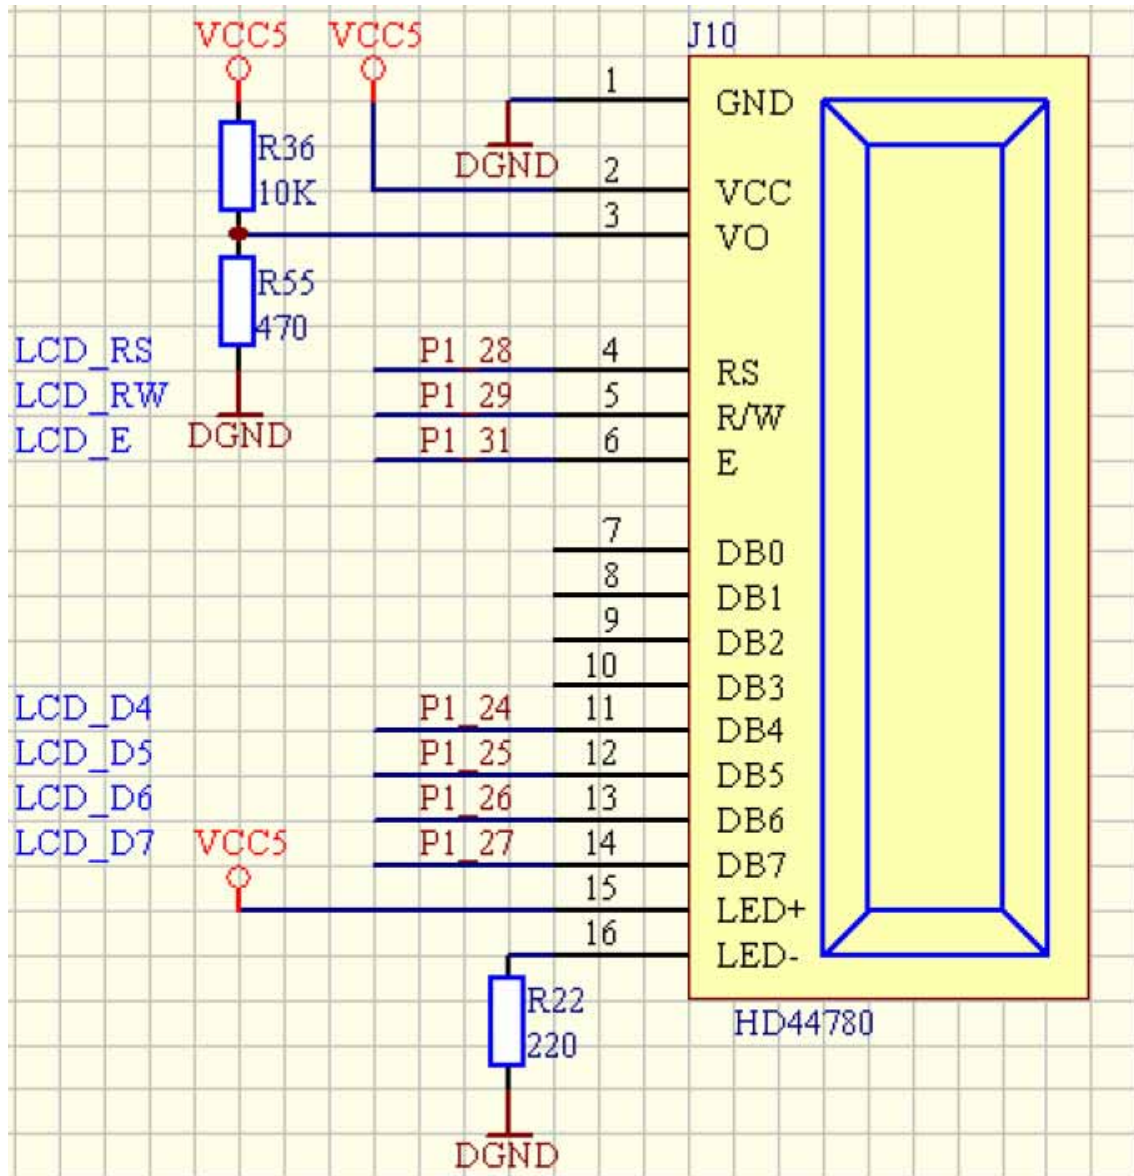 VCC5 VCC5 J10
1 GND
R36
10K
DGND
2 VCC
3 VO
R55
470
LCD_RS P1_28 4 RS
LCD_RW P1_29 5 R/W
LCD_E DGND P1_31 6 E
7 DB0
8 DB1
9 DB2
10 DB3
LCD_D4 P1_24 11 DB4
LCD_D5 P1_25 12 DB5
LCD_D6 P1_26 13 DB6
LCD_D7 VCC5 P1_27 14 DB7
15 LED+
16 LED-
R22
220
HD44780
DGND